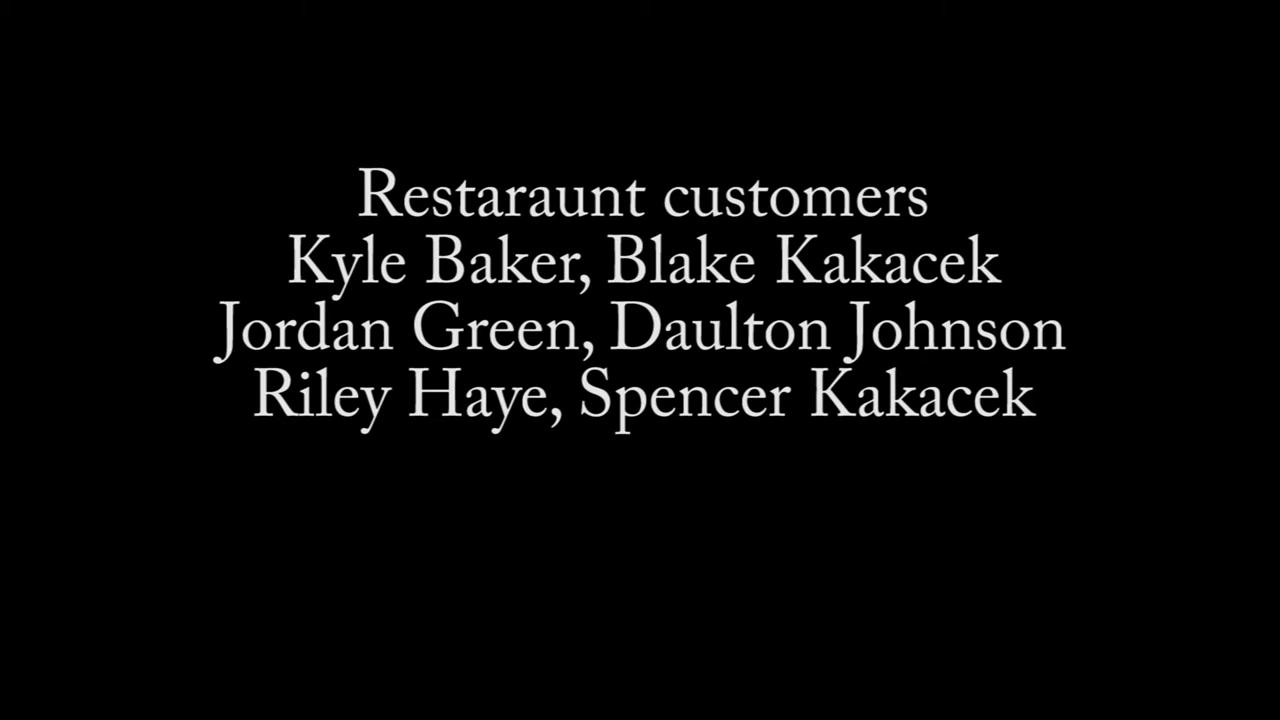 Restaraunt customers
Kyle Baker, Blake Kakacek
Jordan Green, Daulton Johnson
Riley Haye, Spencer Kakacek